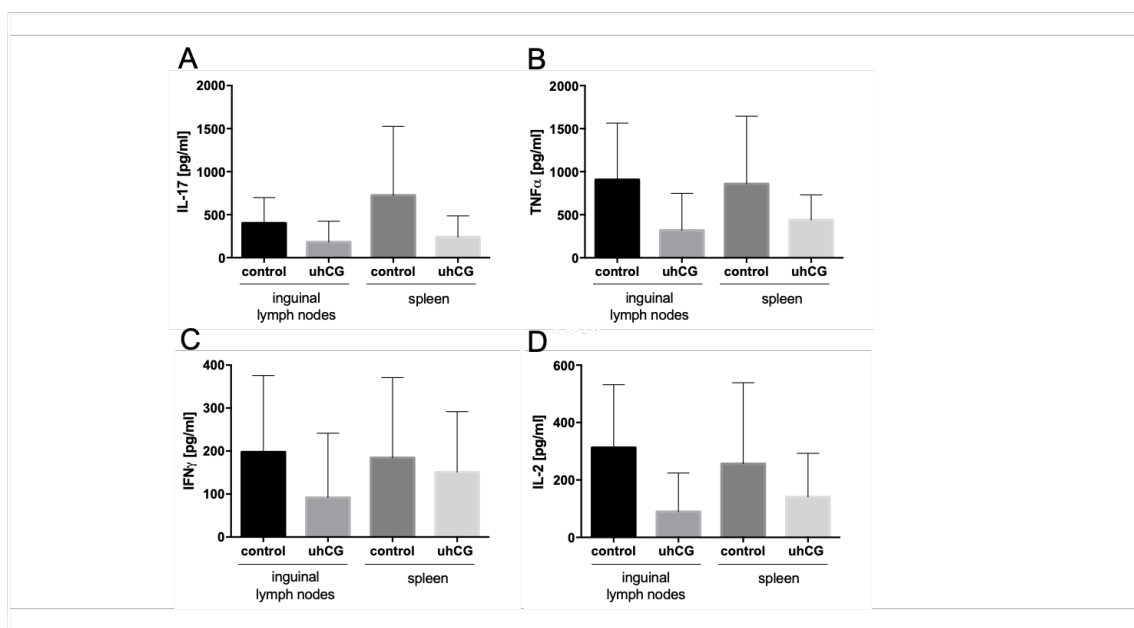 A
2000
1500
1000
500
0
IL-17 [pg/ml]
control uhCG control uhCG
inguinal
lymph nodes
spleen
B
2000
1500
1000
500
0
TNFα [pg/ml]
control uhCG control uhCG
inguinal
lymph nodes
spleen
C
400
300
200
100
0
IFNγ [pg/ml]
control uhCG control uhCG
inguinal
lymph nodes
spleen
D
600
400
200
0
IL-2 [pg/ml]
control uhCG control uhCG
inguinal
lymph nodes
spleen